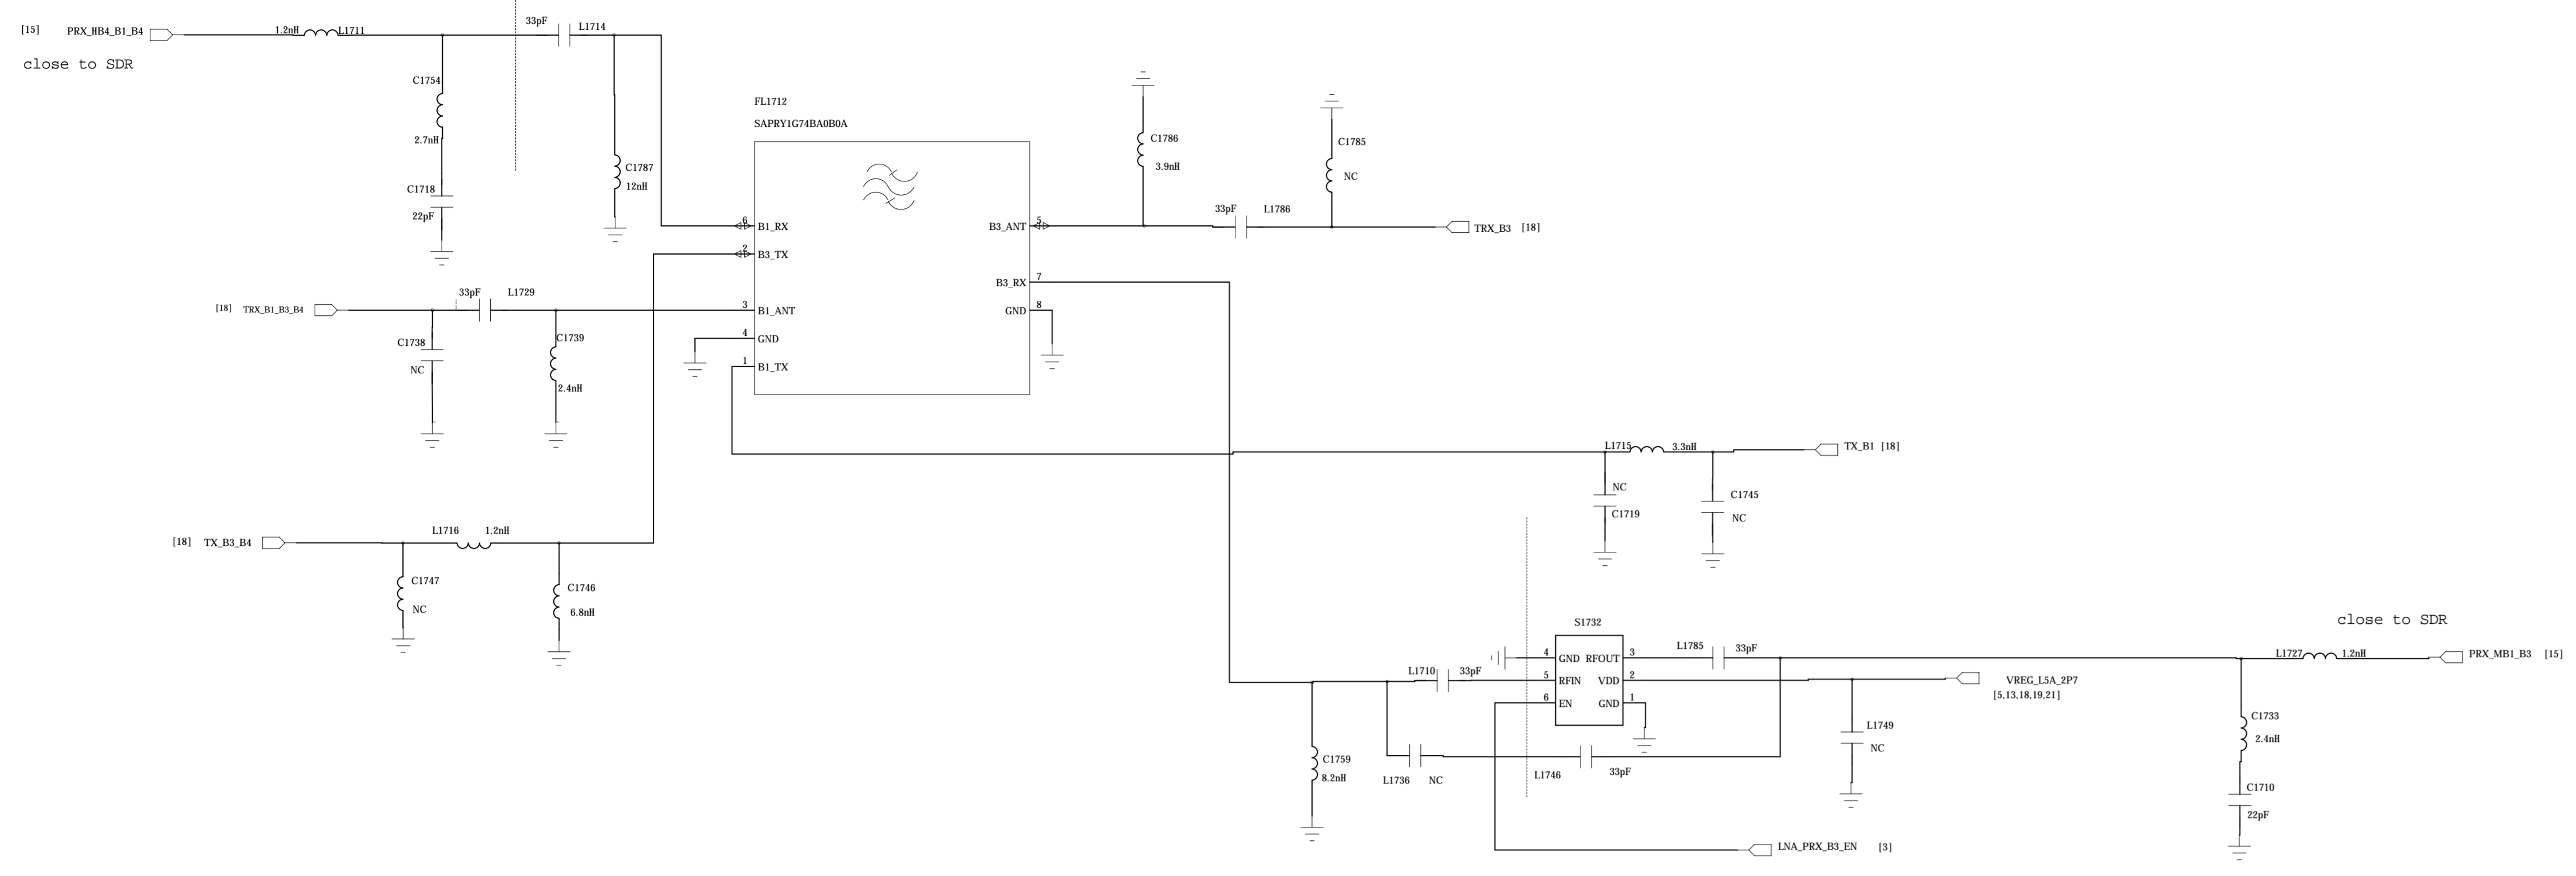 [15] PRX_HB4_B1_B4
1.2nH L1711
33pF L1714
close to SDR
C1754
2.7nH
C1718
22pF
C1787
12nH
FL1712
SAPRY1G74BA0B0A
6 B1_RX
2 B3_TX
3 B1_ANT
4 GND
1 B1_TX
B3_ANT 5
B3_RX 7
GND 8
C1786
3.9nH
C1785
NC
33pF L1786
TRX_B3 [18]
[18] TRX_B1_B3_B4
33pF L1729
C1738
NC
C1739
2.4nH
L1715 3.3nH
TX_B1 [18]
NC
C1719
C1745
NC
[18] TX_B3_B4
L1716 1.2nH
C1747
NC
C1746
6.8nH
S1732
4 GND RFOUT 3
5 RFIN VDD 2
6 EN GND 1
L1785 33pF
L1710 33pF
close to SDR
L1727 1.2nH
PRX_MB1_B3 [15]
VREG_L5A_2P7
[5,13,18,19,21]
L1749
NC
C1733
2.4nH
C1710
22pF
C1759
8.2nH
L1736 NC
L1746 33pF
LNA_PRX_B3_EN [3]